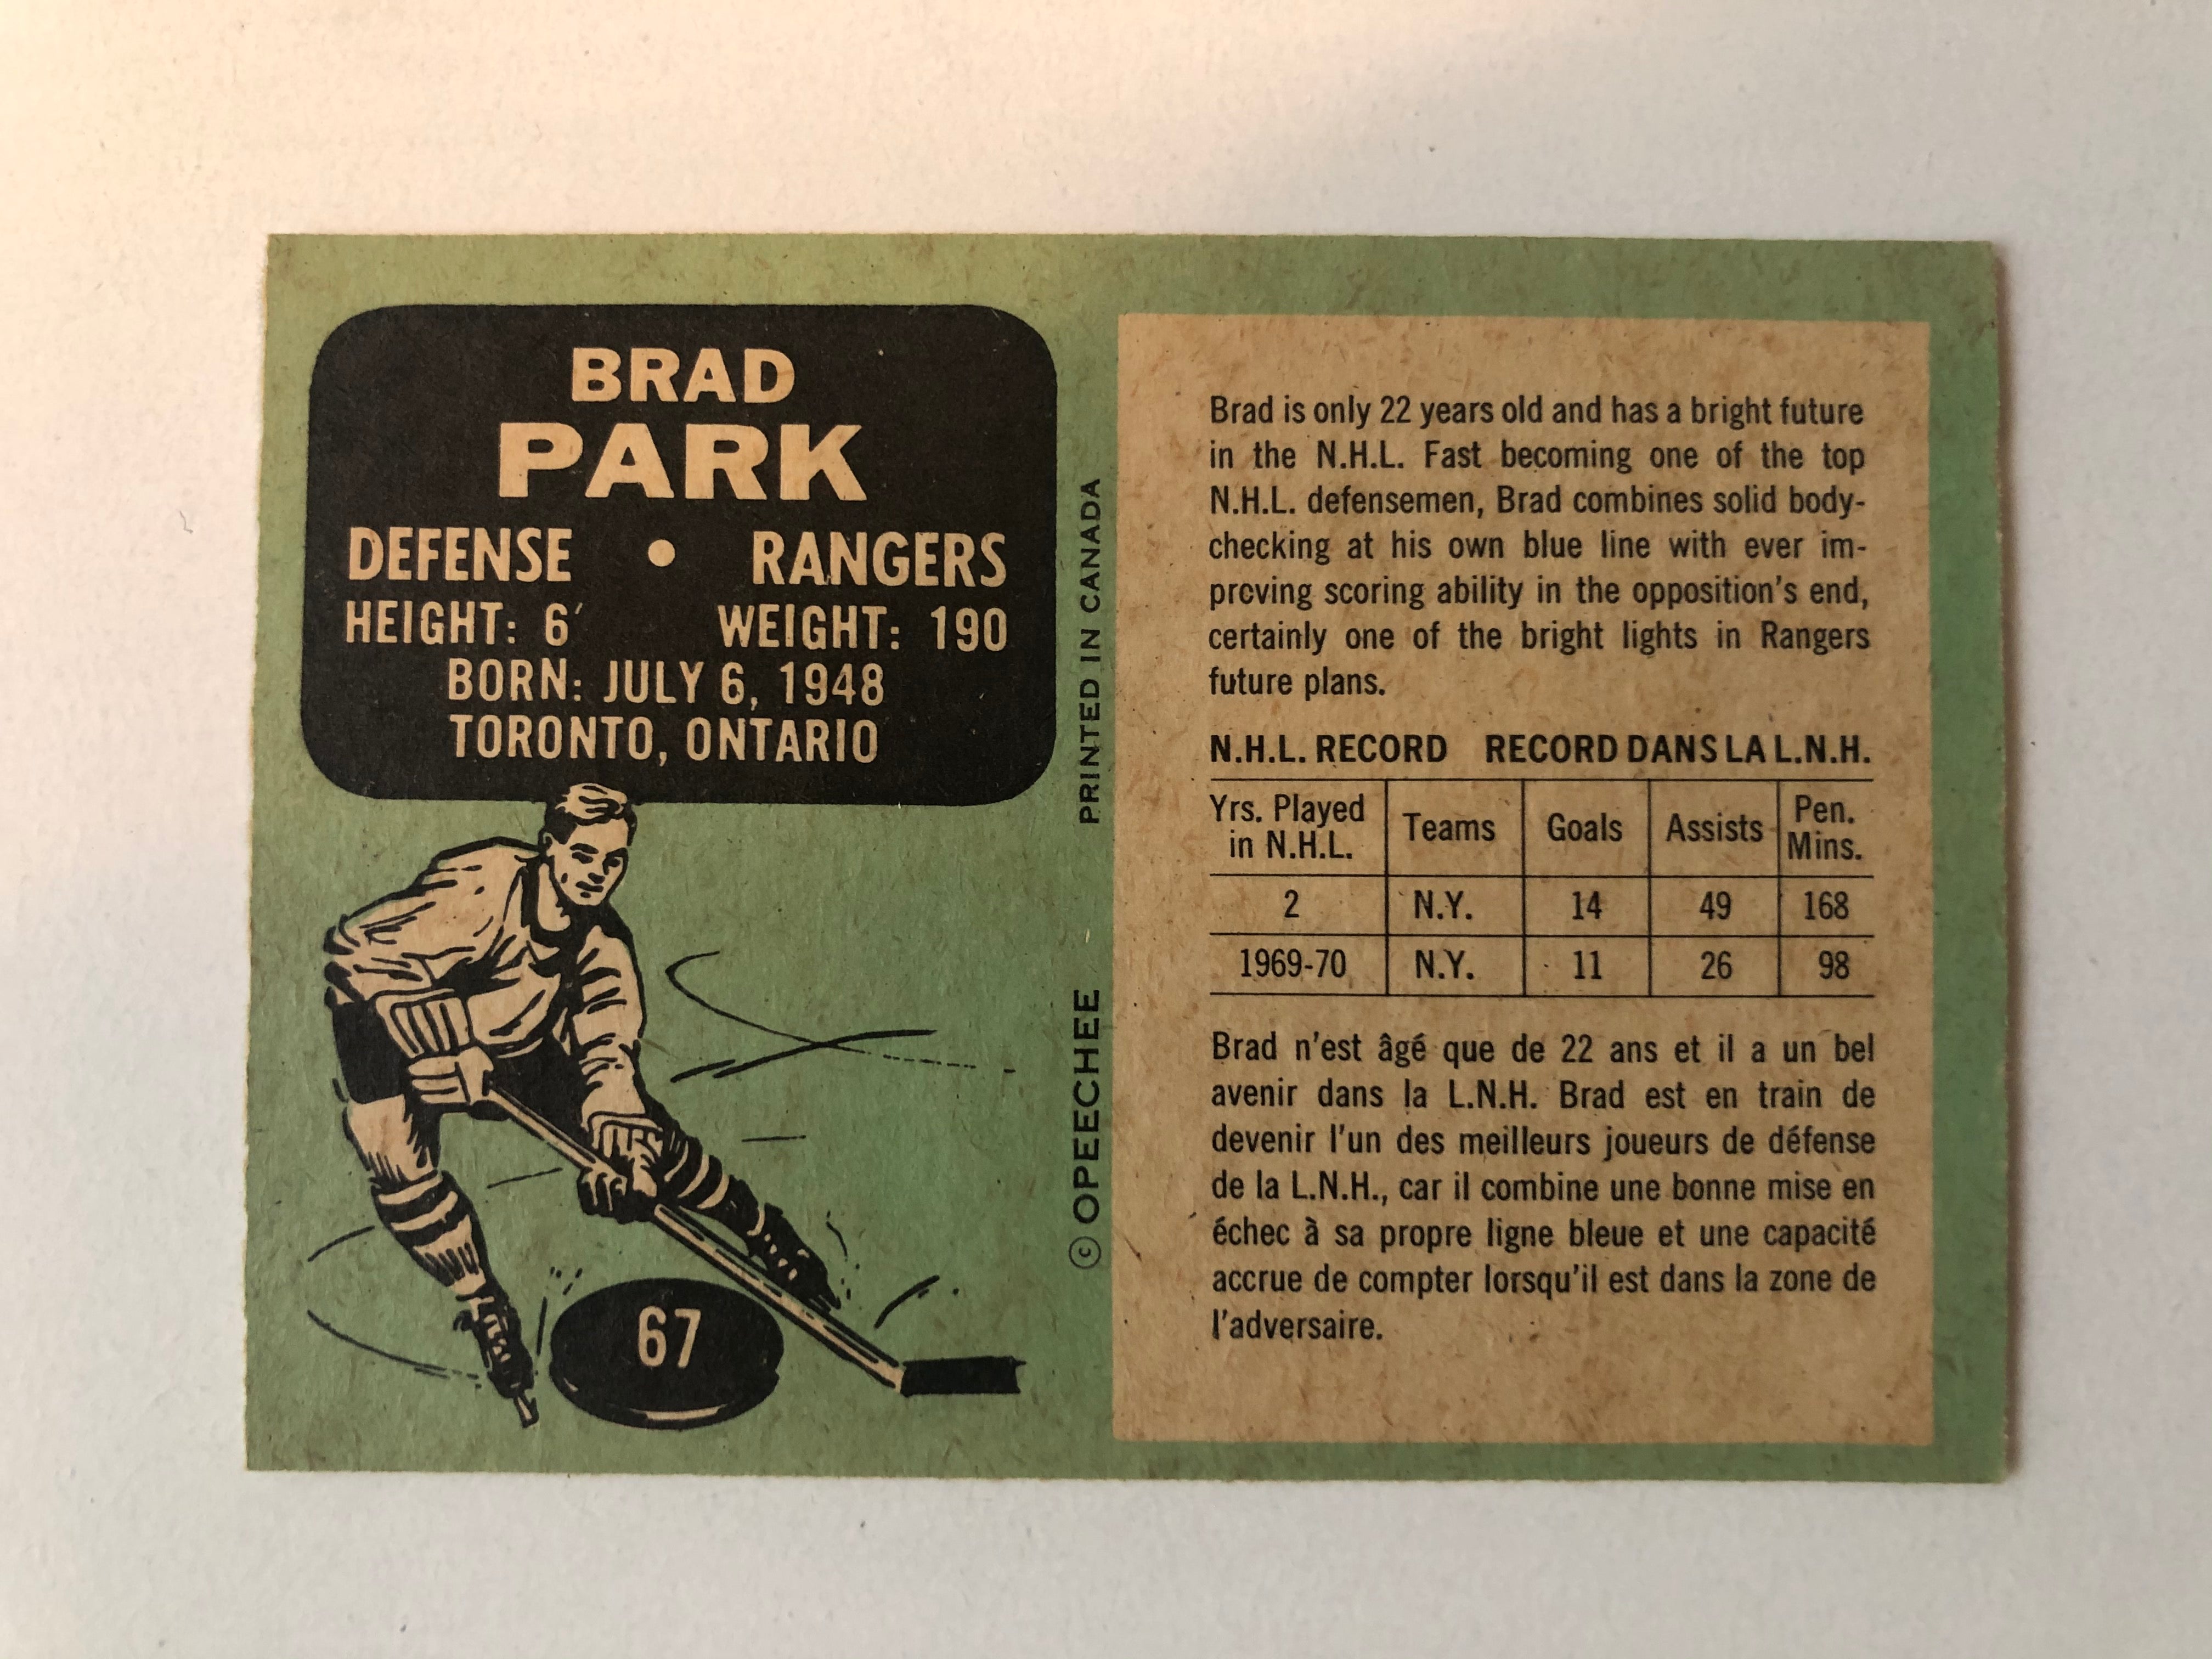 BRAD
PARK
DEFENSE • RANGERS
HEIGHT: 6′ WEIGHT: 190
BORN: JULY 6, 1948
TORONTO, ONTARIO
67
© OPEECHEE PRINTED IN CANADA
Brad is only 22 years old and has a bright future
in the N.H.L. Fast becoming one of the top
N.H.L. defensemen, Brad combines solid body-
checking at his own blue line with ever im-
proving scoring ability in the opposition's end,
certainly one of the bright lights in Rangers
future plans.
N.H.L. RECORD RECORD DANS LA L.N.H.
Yrs. Played in N.H.L. Teams Goals Assists Pen. Mins.
2 N.Y. 14 49 168
1969-70 N.Y. 11 26 98
Brad n'est âgé que de 22 ans et il a un bel
avenir dans la L.N.H. Brad est en train de
devenir l'un des meilleurs joueurs de défense
de la L.N.H., car il combine une bonne mise en
échec à sa propre ligne bleue et une capacité
accrue de compter lorsqu'il est dans la zone de
l'adversaire.